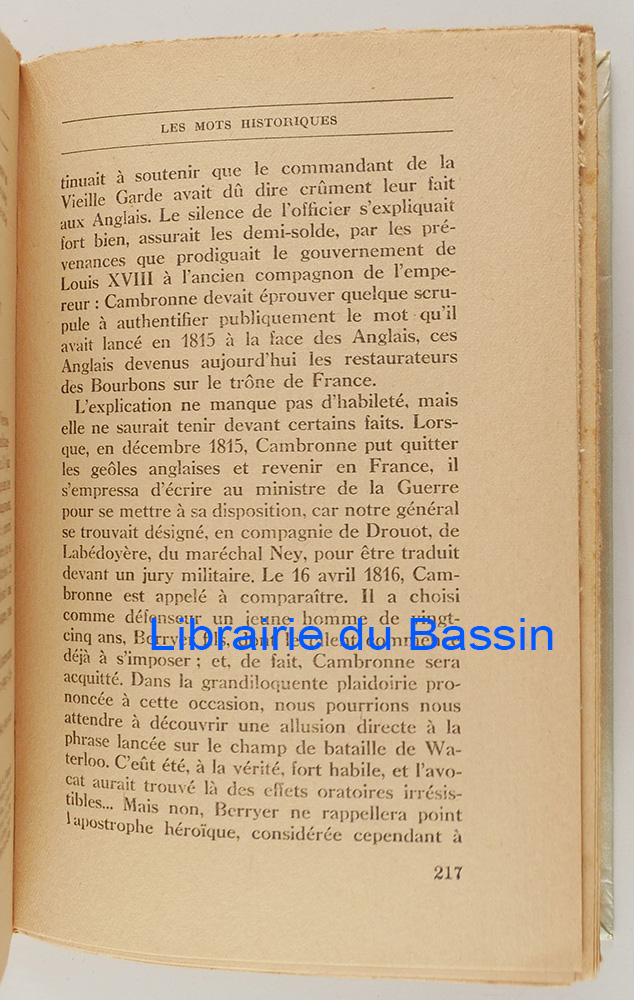 LES MOTS HISTORIQUES
tinuait à soutenir que le commandant de la
Vieille Garde avait dû dire crûment leur fait
aux Anglais. Le silence de l'officier s'expliquait
fort bien, assurait les demi-solde, par les pré-
venances que prodiguait le gouvernement de
Louis XVIII à l'ancien compagnon de l'empe-
reur : Cambronne devait éprouver quelque scru-
pule à authentifier publiquement le mot qu'il
avait lancé en 1815 à la face des Anglais, ces
Anglais devenus aujourd'hui les restaurateurs
des Bourbons sur le trône de France.
L'explication ne manque pas d'habileté, mais
elle ne saurait tenir devant certains faits. Lors-
que, en décembre 1815, Cambronne put quitter
les geôles anglaises et revenir en France, il
s'empressa d'écrire au ministre de la Guerre
pour se mettre à sa disposition, car notre général
se trouvait désigné, en compagnie de Drouot, de
Labédoyère, du maréchal Ney, pour être traduit
devant un jury militaire. Le 16 avril 1816, Cam-
bronne est appelé à comparaître. Il a choisi
comme défenseur un jeune homme de vingt-
cinq ans, Berryer fils, dont le talent commence
Librairie du Bassin
déjà à s'imposer ; et, de fait, Cambronne sera
acquitté. Dans la grandiloquente plaidoirie pro-
noncée à cette occasion, nous pourrions nous
attendre à découvrir une allusion directe à la
phrase lancée sur le champ de bataille de Wa-
terloo. C'eût été, à la vérité, fort habile, et l'avo-
cat aurait trouvé là des effets oratoires irrésis-
tibles... Mais non, Berryer ne rappellera point
l'apostrophe héroïque, considérée cependant à
217